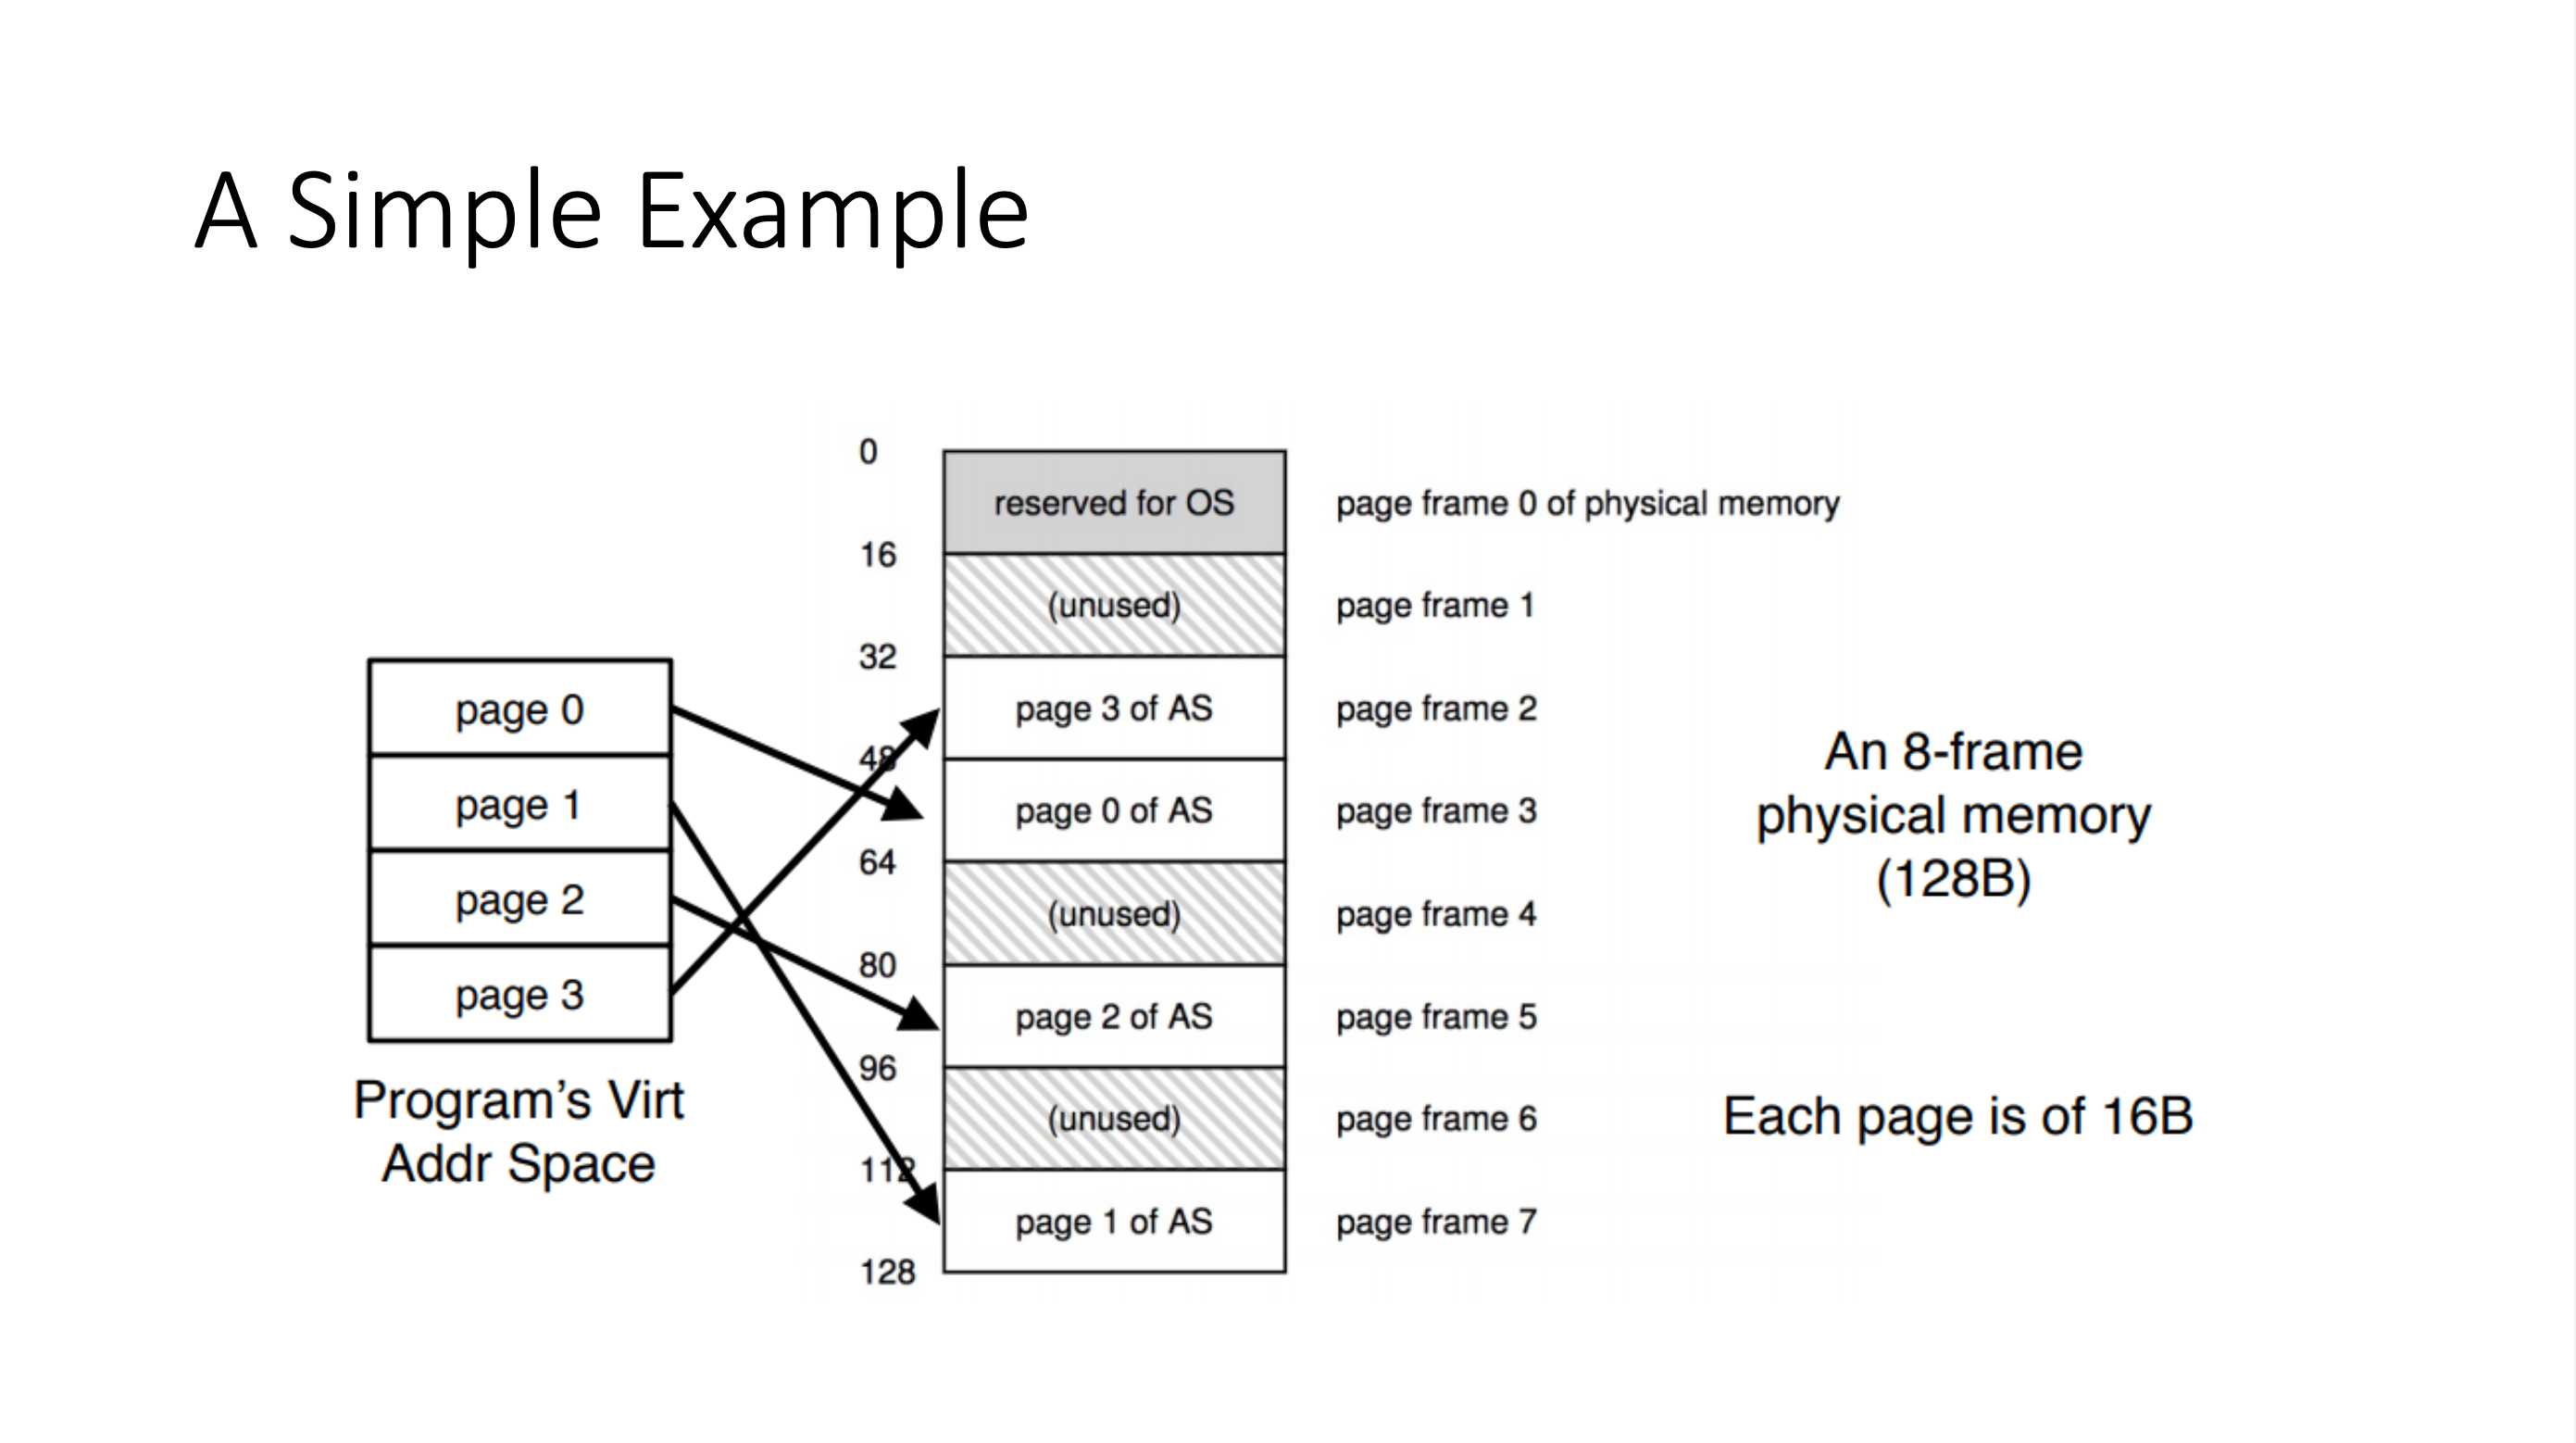 A Simple Example
0
reserved for OS
page frame 0 of physical memory
16
(unused)
page frame 1
32
page 3 of AS
page frame 2
48
page 0 of AS
page frame 3
64
(unused)
page frame 4
80
page 2 of AS
page frame 5
96
(unused)
page frame 6
112
page 1 of AS
page frame 7
128
page 0
page 1
page 2
page 3
Program's Virt
Addr Space
An 8-frame
physical memory
(128B)
Each page is of 16B